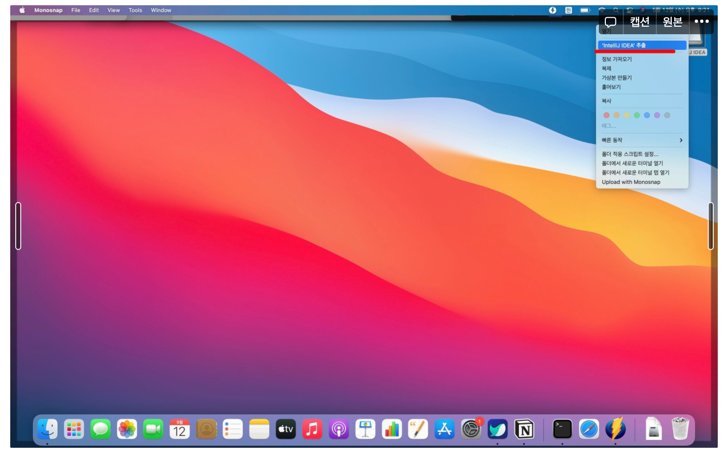 Monosnap File Edit View Tools Window
캡션 원본
열기
'IntelliJ IDEA' 추출
정보 가져오기
복제
가상본 만들기
훑어보기
복사
태그...
빠른 동작
폴더 적용 스크립트 설정...
폴더에서 새로운 터미널 열기
폴더에서 새로운 터미널 탭 열기
Upload with Monosnap
IDEA
12
tv
1